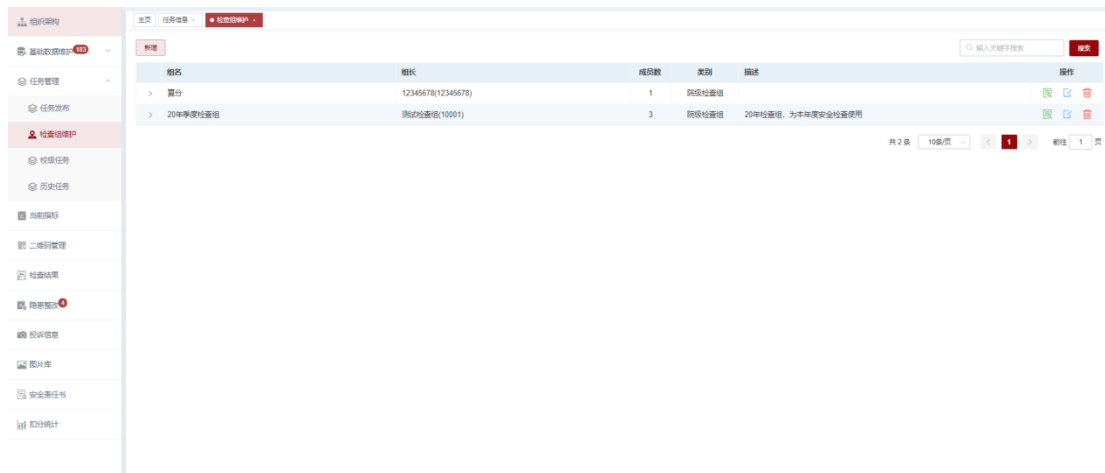 组织架构
基础数据维护 183
任务管理
任务发布
检查组维护
校级任务
历史任务
当前指标
二维码管理
检查结果
隐患整改 4
投诉信息
图片库
安全责任书
扣分统计
主页 任务信息 × 检查组维护 ×
新增 输入关键字搜索 搜索
组名 组长 成员数 类别 描述 操作
算分 12345678(12345678) 1 院级检查组
20年季度检查组 测试检查组(10001) 3 院级检查组 20年检查组，为本年度安全检查使用
共 2 条 10条/页 < 1 > 前往 1 页